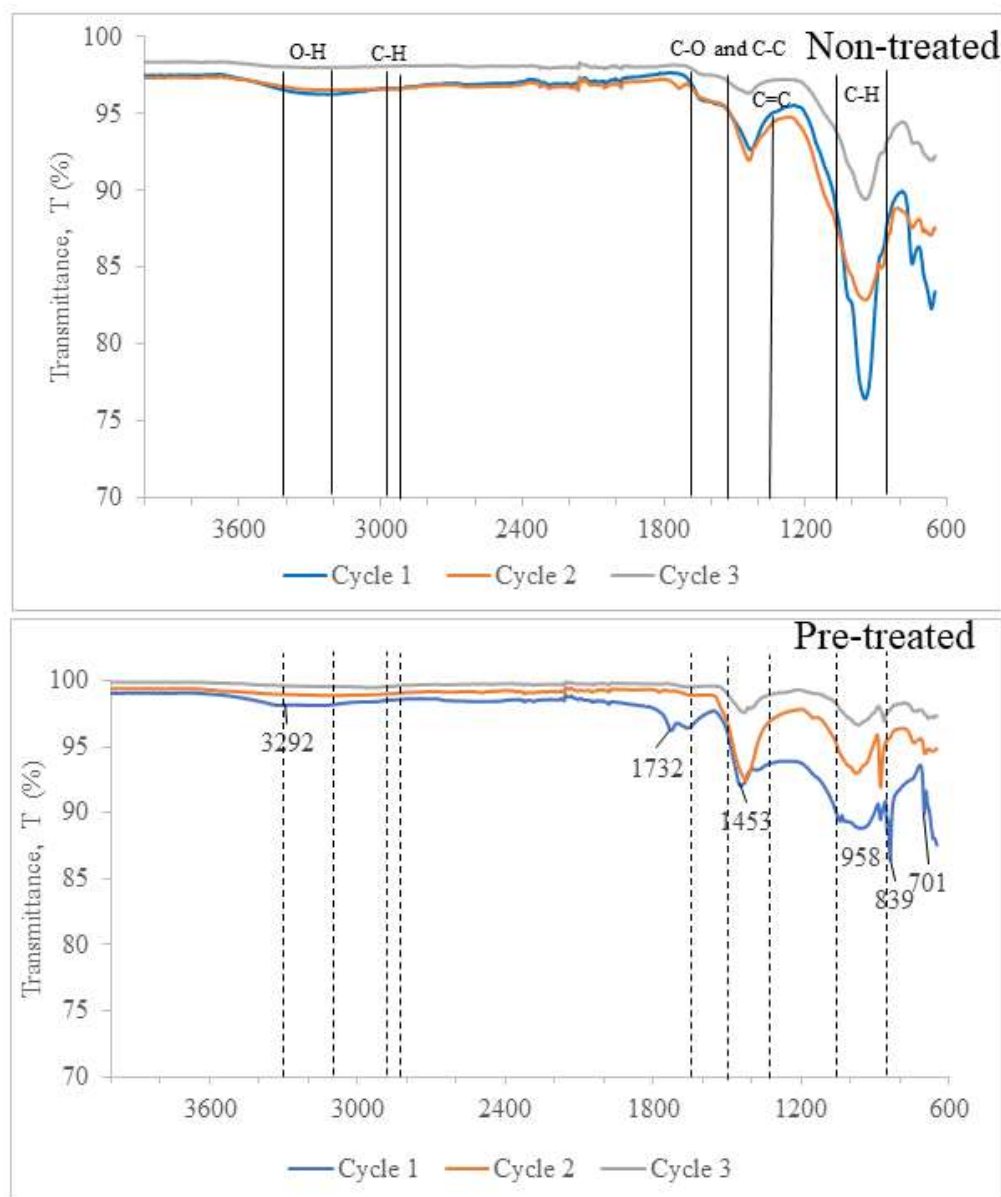 Non-treated
O-H C-H C-O and C-C
C=C C-H
Transmittance, T (%)
100
95
90
85
80
75
70
3600 3000 2400 1800 1200 600
Cycle 1 Cycle 2 Cycle 3
Pre-treated
Transmittance, T (%)
100
95
90
85
80
75
70
3292
1732
1453
958
839
701
3600 3000 2400 1800 1200 600
Cycle 1 Cycle 2 Cycle 3